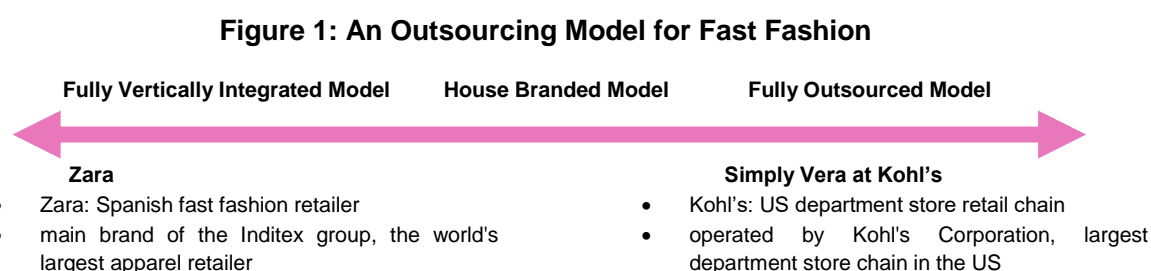 Figure 1: An Outsourcing Model for Fast Fashion
Fully Vertically Integrated Model House Branded Model Fully Outsourced Model
Zara
• Zara: Spanish fast fashion retailer
• main brand of the Inditex group, the world's
largest apparel retailer
Simply Vera at Kohl's
• Kohl's: US department store retail chain
• operated by Kohl's Corporation, largest
department store chain in the US